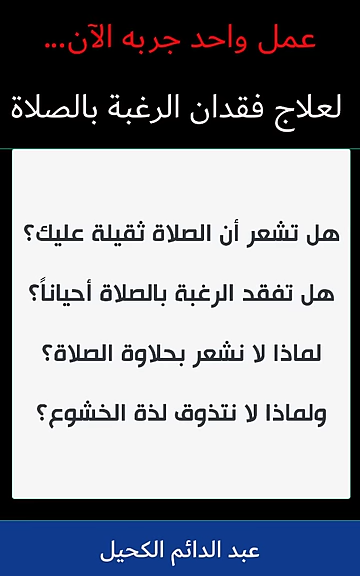 عمل واحد جربه الآن...
لعلاج فقدان الرغبة بالصلاة
هل تشعر أن الصلاة ثقيلة عليك؟
هل تفقد الرغبة بالصلاة أحياناً؟
لماذا لا نشعر بحلاوة الصلاة؟
ولماذا لا نتذوق لذة الخشوع؟
عبد الدائم الكحيل